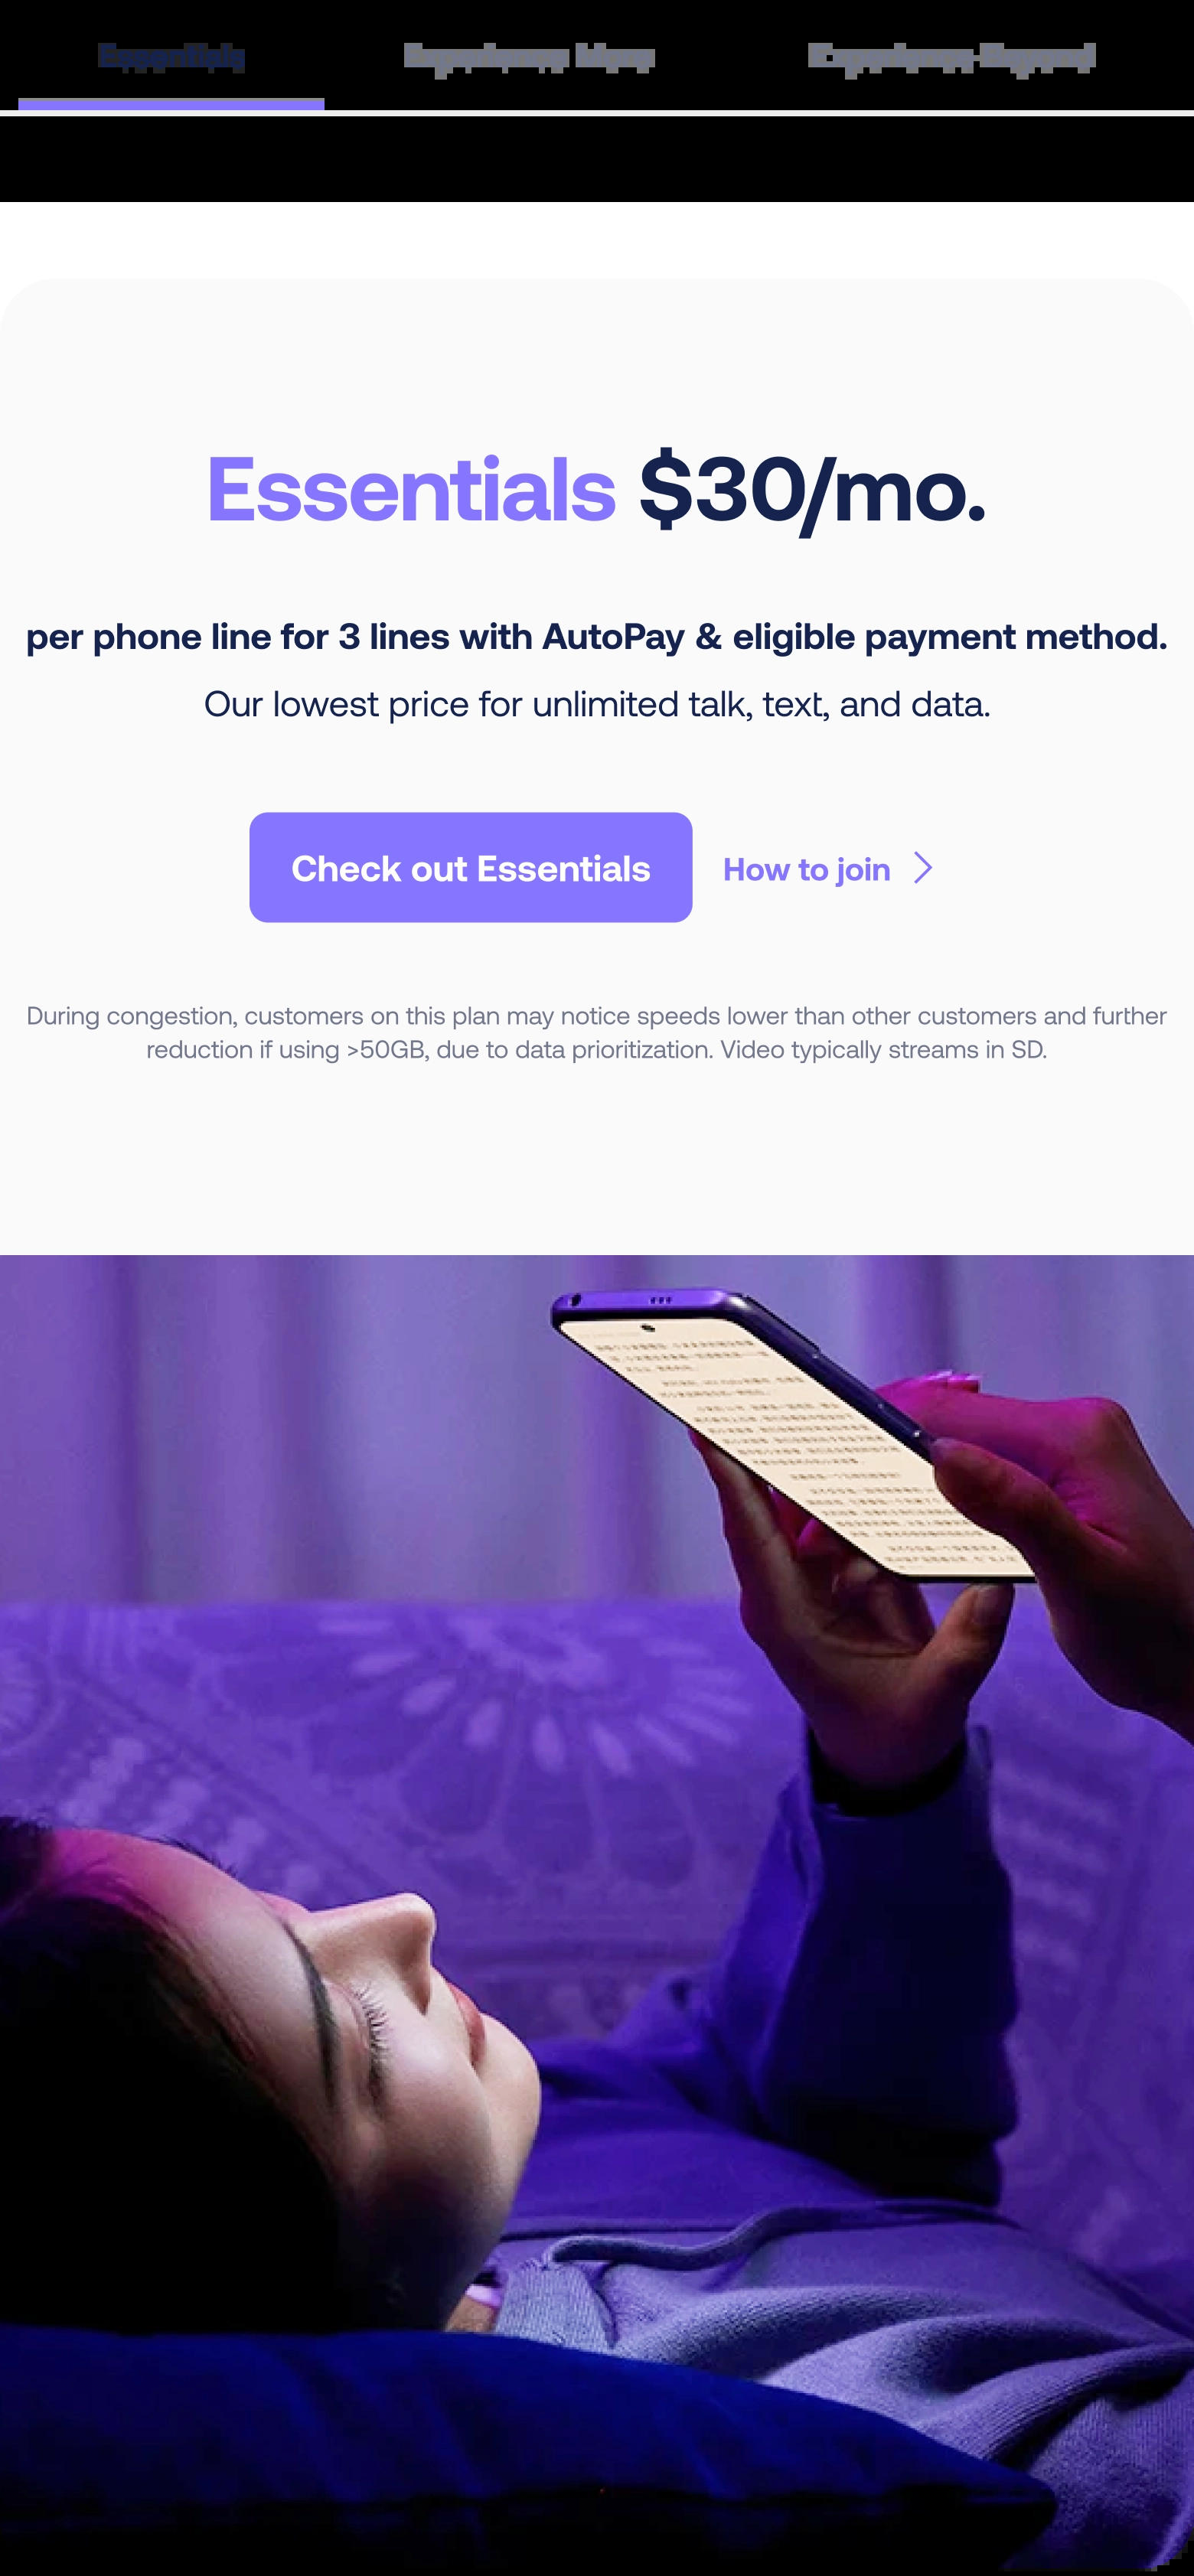 Essentials Experience More Experience Beyond
Essentials $30/mo.
per phone line for 3 lines with AutoPay & eligible payment method.
Our lowest price for unlimited talk, text, and data.
Check out Essentials How to join
During congestion, customers on this plan may notice speeds lower than other customers and further
reduction if using >50GB, due to data prioritization. Video typically streams in SD.